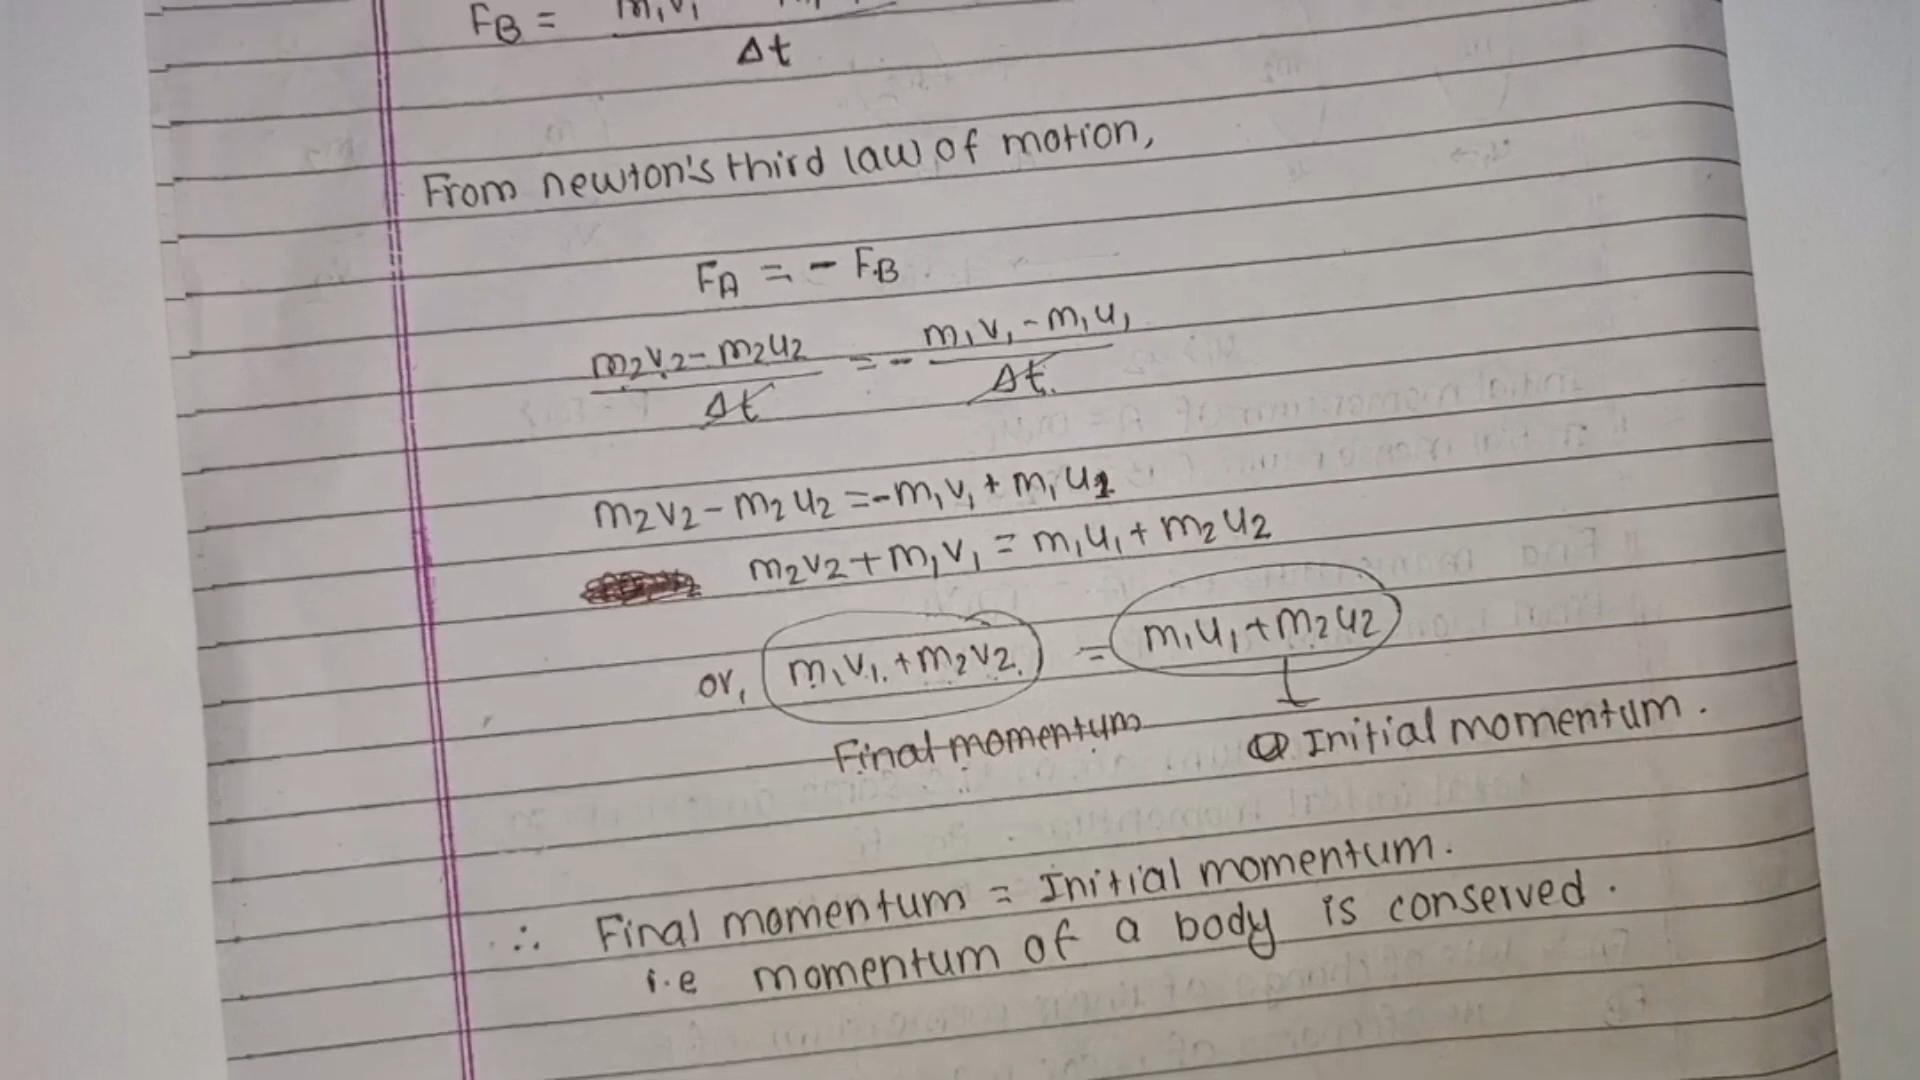 FB = m1v1
Δt
From newton's third law of motion,
FA = - FB
m2v2 - m2u2 / Δt = - m1v1 - m1u1 / Δt
m2v2 - m2u2 = -m1v1 + m1u1
m2v2 + m1v1 = m1u1 + m2u2
or, m1v1 + m2v2 = m1u1 + m2u2
Final momentum Initial momentum.
∴ Final momentum = Initial momentum.
i.e momentum of a body is conserved.